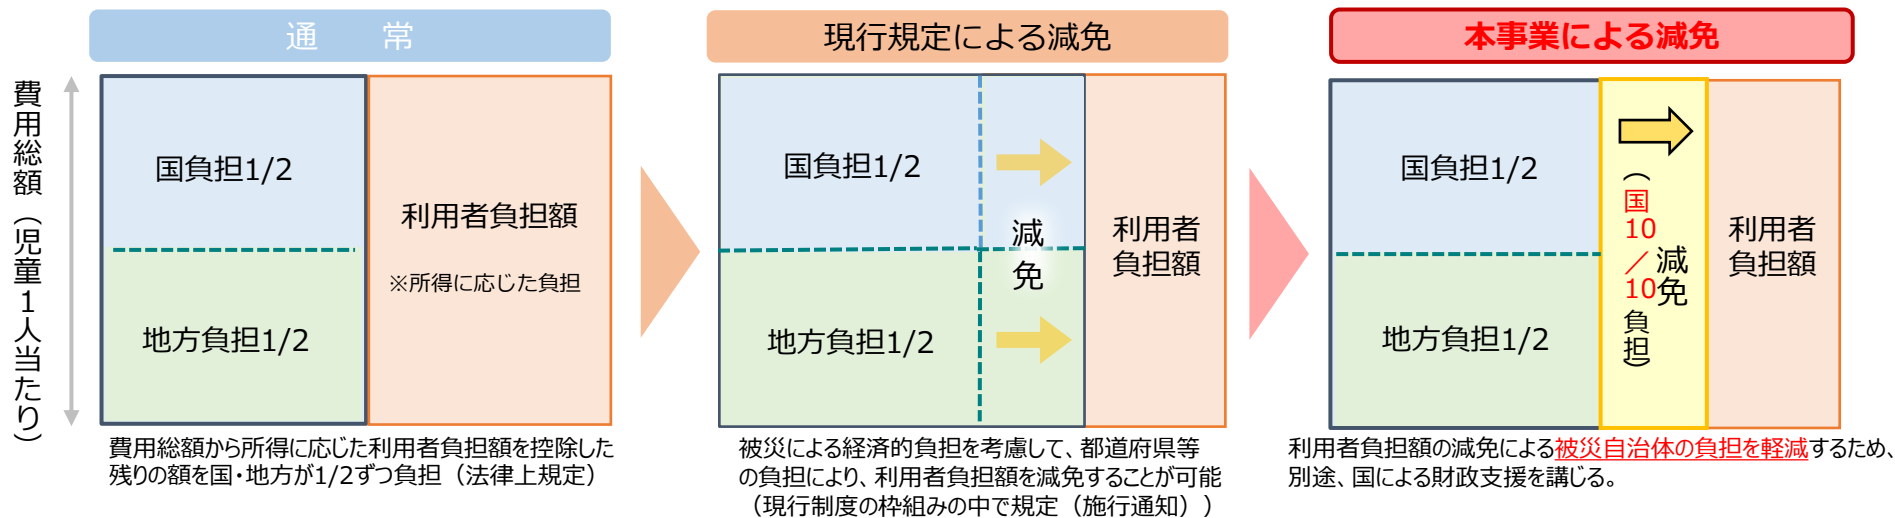 通　常
現行規定による減免
本事業による減免
費用総額（児童１人当たり）
国負担1/2
地方負担1/2
利用者負担額
※所得に応じた負担
費用総額から所得に応じた利用者負担額を控除した
残りの額を国・地方が1/2ずつ負担（法律上規定）
国負担1/2
地方負担1/2
減免
利用者
負担額
被災による経済的負担を考慮して、都道府県等
の負担により、利用者負担額を減免することが可能
（現行制度の枠組みの中で規定（施行通知））
国負担1/2
地方負担1/2
減免
（国10／10負担）
利用者
負担額
利用者負担額の減免による被災自治体の負担を軽減するため、
別途、国による財政支援を講じる。